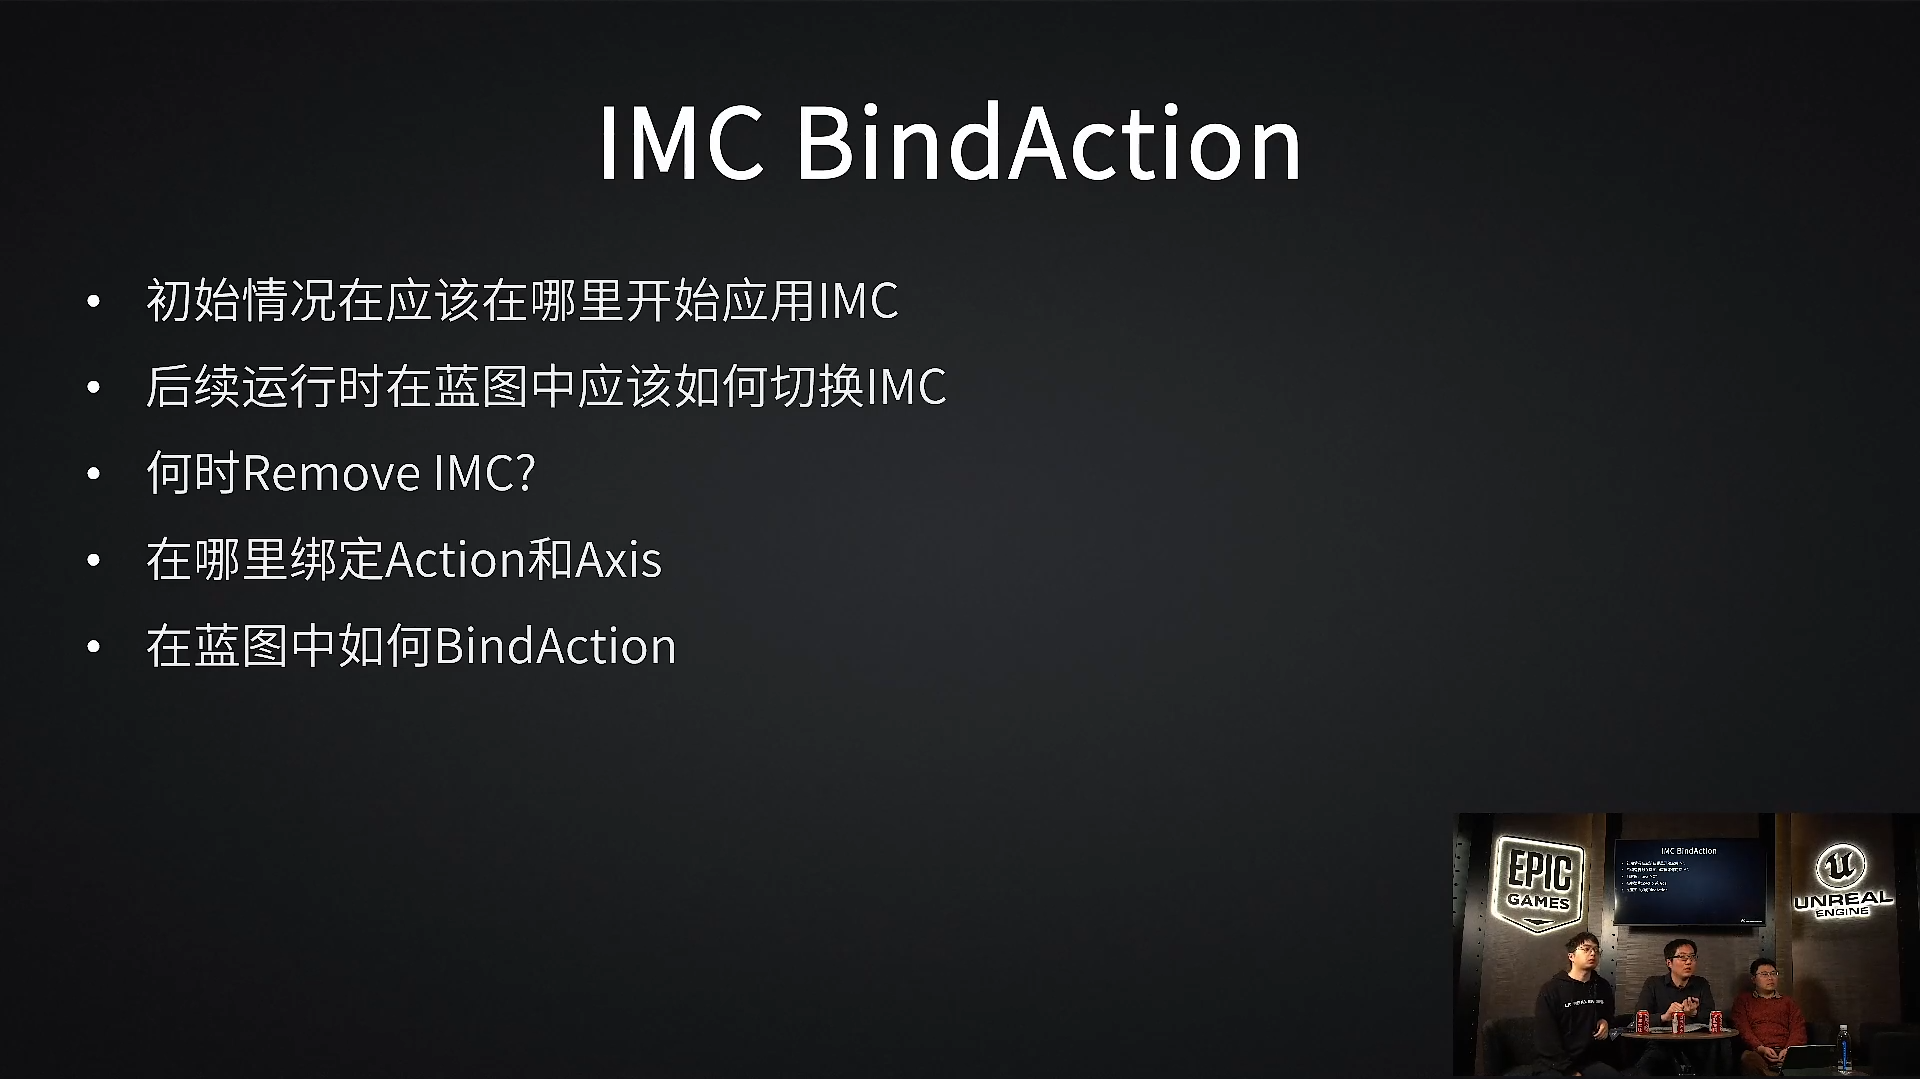 IMC BindAction
• 初始情况在应该在哪里开始应用IMC
• 后续运行时在蓝图中应该如何切换IMC
• 何时Remove IMC?
• 在哪里绑定Action和Axis
• 在蓝图中如何BindAction
EPIC
GAMES
IMC BindAction
UNREAL
ENGINE